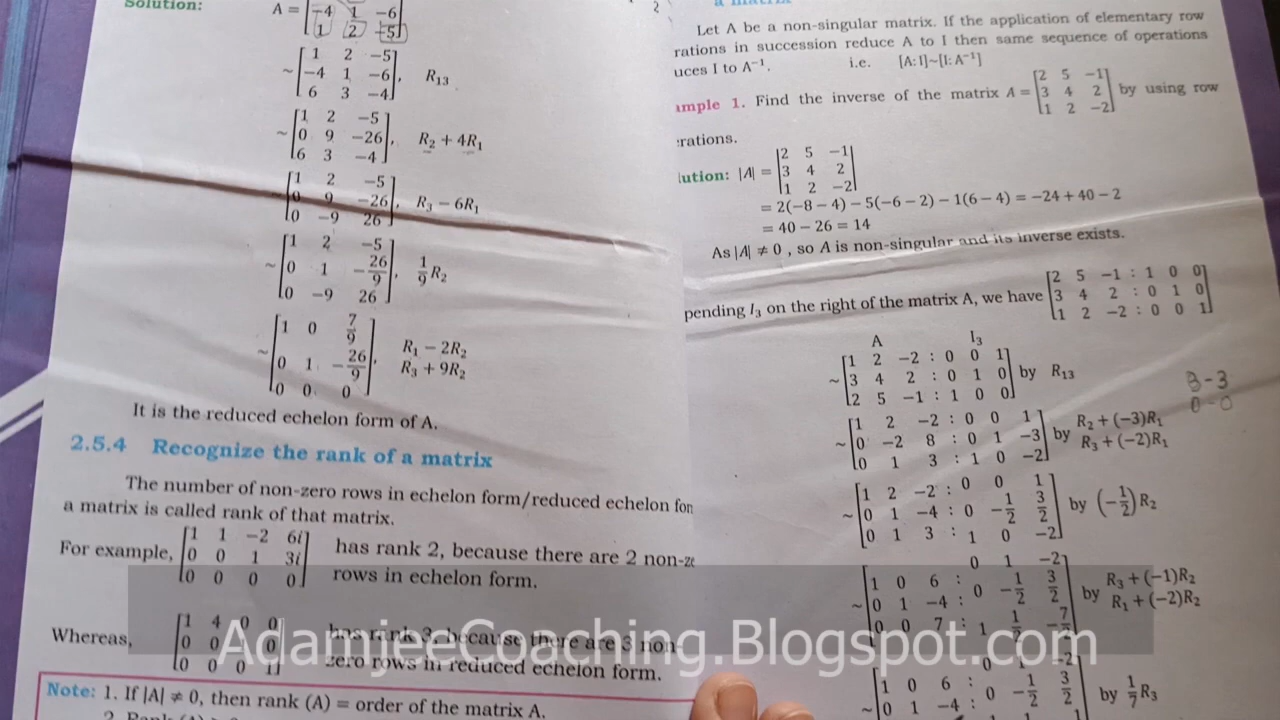 Solution:
A = [−4 1 −6
1 2 −5]
~ [1 2 −5
−4 1 −6
6 3 −4], R₁₃
~ [1 2 −5
0 9 −26
6 3 −4], R₂ + 4R₁
[1 2 −5
0 9 −26
0 −9 26], R₃ − 6R₁
~ [1 2 −5
0 1 −26/9
0 −9 26], 1/9 R₂
~ [1 0 7/9
0 1 −26/9
0 0 0], R₁ − 2R₂
R₃ + 9R₂
It is the reduced echelon form of A.
2.5.4 Recognize the rank of a matrix
The number of non-zero rows in echelon form/reduced echelon for
a matrix is called rank of that matrix.
For example, [1 1 −2 6i
0 0 1 3i
0 0 0 0] has rank 2, because there are 2 non-ze
rows in echelon form.
Whereas, [1 4 0 0
0 0 0
0 0 0 1] has rank 3, because there are 3 non-
zero rows in reduced echelon form.
Note: 1. If |A| ≠ 0, then rank (A) = order of the matrix A.
2. Rank
2
a matrix
Let A be a non-singular matrix. If the application of elementary row
rations in succession reduce A to I then same sequence of operations
uces I to A⁻¹. i.e. [A:I]~[I:A⁻¹]
ample 1. Find the inverse of the matrix A = [2 5 −1
3 4 2
1 2 −2] by using row
erations.
lution: |A| = |2 5 −1
3 4 2
1 2 −2|
= 2(−8 − 4) − 5(−6 − 2) − 1(6 − 4) = −24 + 40 − 2
= 40 − 26 = 14
As |A| ≠ 0 , so A is non-singular and its inverse exists.
pending I₃ on the right of the matrix A, we have [2 5 −1 : 1 0 0
3 4 2 : 0 1 0
1 2 −2 : 0 0 1]
A I₃
~ [1 2 −2 : 0 0 1
3 4 2 : 0 1 0
2 5 −1 : 1 0 0] by R₁₃
3 − 3
0 − 0
~ [1 2 −2 : 0 0 1
0 −2 8 : 0 1 −3
0 1 3 : 1 0 −2] by R₂ + (−3)R₁
R₃ + (−2)R₁
~ [1 2 −2 : 0 0 1
0 1 −4 : 0 −1/2 3/2
0 1 3 : 1 0 −2] by (−1/2) R₂
~ [1 0 6 : 0 1 −2
0 1 −4 : 0 −1/2 3/2
0 0 7 : 1 1/2 −7/2] by R₃ + (−1)R₂
R₁ + (−2)R₂
~ [1 0 6 : 0 1 −2
0 1 −4 : 0 −1/2 3/2 by 1/7 R₃
AdamjeeCoaching.Blogspot.com